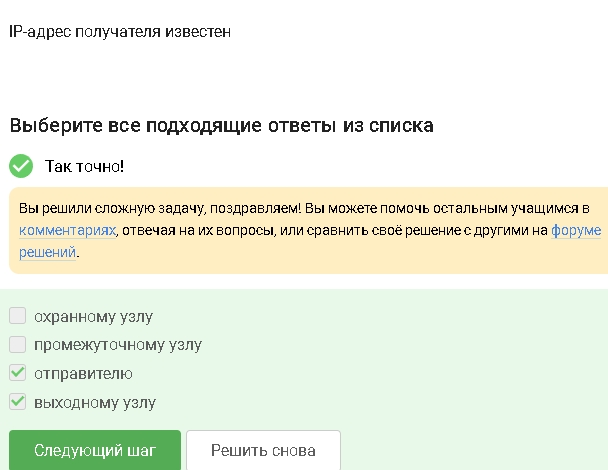 IP-адрес получателя известен
Выберите все подходящие ответы из списка
Так точно!
Вы решили сложную задачу, поздравляем! Вы можете помочь остальным учащимся в
комментариях, отвечая на их вопросы, или сравнить своё решение с другими на форуме
решений.
охранному узлу
промежуточному узлу
отправителю
выходному узлу
Следующий шаг
Решить снова